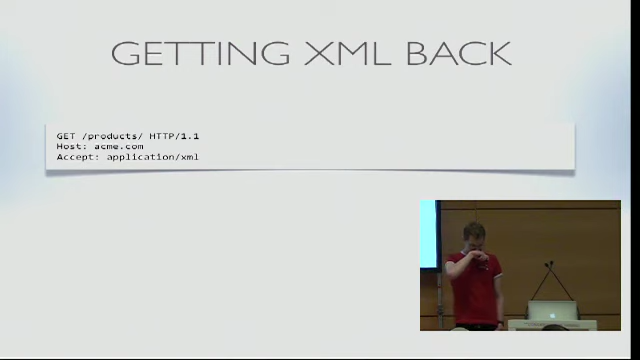 GETTING XML BACK
GET /products/ HTTP/1.1
Host: acme.com
Accept: application/xml